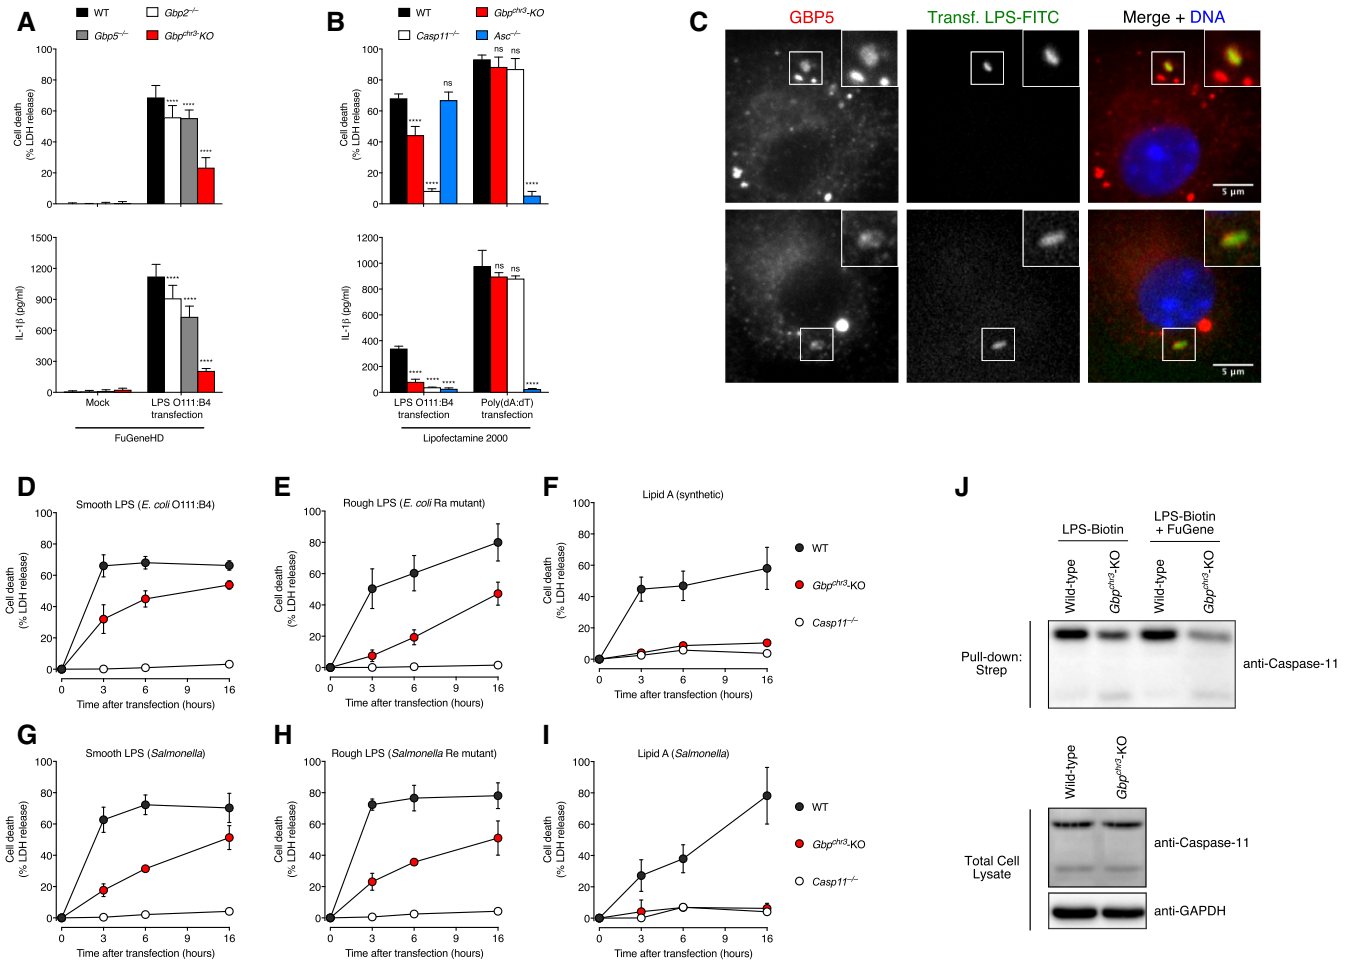 A
WT
Gbp2–/–
Gbp5–/–
Gbpchr3-KO
Cell death
(% LDH release)
100
80
60
40
20
0
****
****
****
IL-1β (pg/ml)
1500
1200
900
600
300
0
****
****
****
Mock
LPS O111:B4
transfection
FuGeneHD
B
WT
Gbpchr3-KO
Casp11–/–
Asc–/–
Cell death
(% LDH release)
100
80
60
40
20
0
****
****
ns
ns
ns
****
IL-1β (pg/ml)
1200
1000
800
600
400
200
0
****
****
****
ns
ns
****
LPS O111:B4
transfection
Poly(dA:dT)
transfection
Lipofectamine 2000
C
GBP5
Transf. LPS-FITC
Merge + DNA
5 µm
5 µm
D
Smooth LPS (E. coli O111:B4)
Cell death
(% LDH release)
100
80
60
40
20
0
0 3 6 9 16
Time after transfection (hours)
E
Rough LPS (E. coli Ra mutant)
Cell death
(% LDH release)
100
80
60
40
20
0
0 3 6 9 16
Time after transfection (hours)
F
Lipid A (synthetic)
Cell death
(% LDH release)
100
80
60
40
20
0
0 3 6 9 16
Time after transfection (hours)
WT
Gbpchr3-KO
Casp11–/–
G
Smooth LPS (Salmonella)
Cell death
(% LDH release)
100
80
60
40
20
0
0 3 6 9 16
Time after transfection (hours)
H
Rough LPS (Salmonella Re mutant)
Cell death
(% LDH release)
100
80
60
40
20
0
0 3 6 9 16
Time after transfection (hours)
I
Lipid A (Salmonella)
Cell death
(% LDH release)
100
80
60
40
20
0
0 3 6 9 16
Time after transfection (hours)
WT
Gbpchr3-KO
Casp11–/–
J
LPS-Biotin
LPS-Biotin
+ FuGene
Wild-type
Gbpchr3-KO
Wild-type
Gbpchr3-KO
Pull-down:
Strep
anti-Caspase-11
Wild-type
Gbpchr3-KO
Total Cell
Lysate
anti-Caspase-11
anti-GAPDH